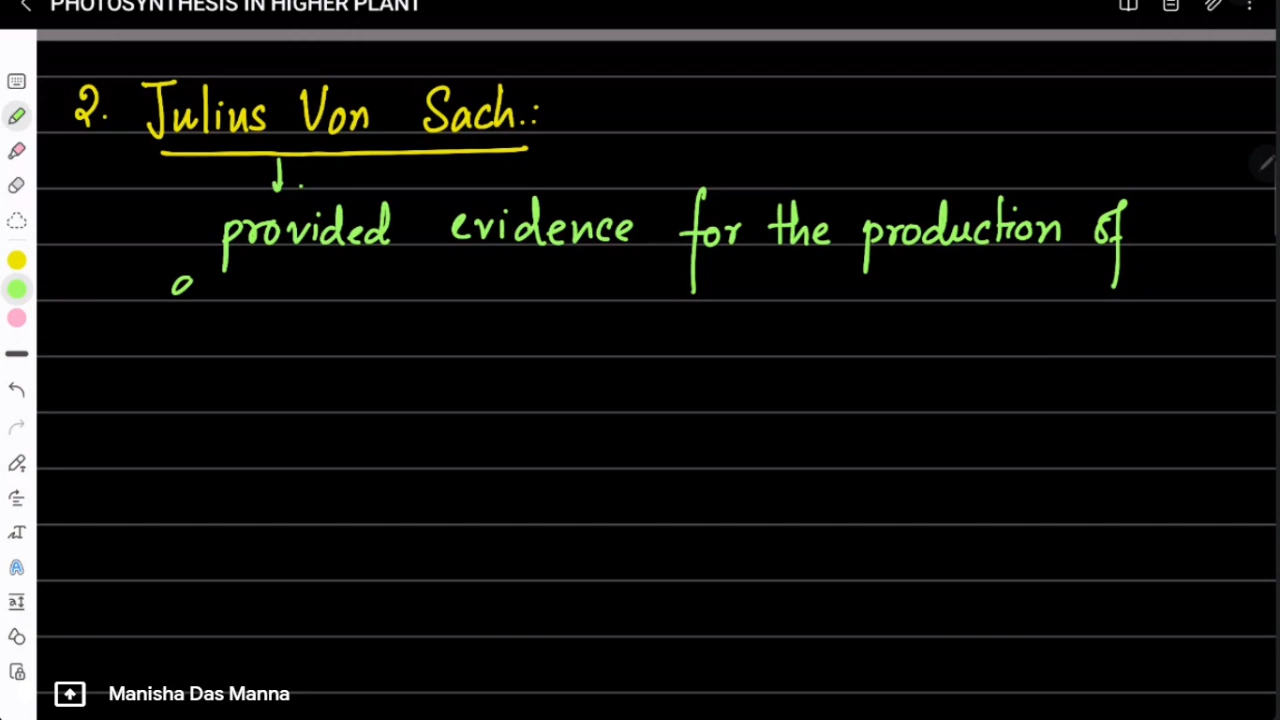 PHOTOSYNTHESIS IN HIGHER PLANT
2. Julius Von Sach.:
provided evidence for the production of
Manisha Das Manna